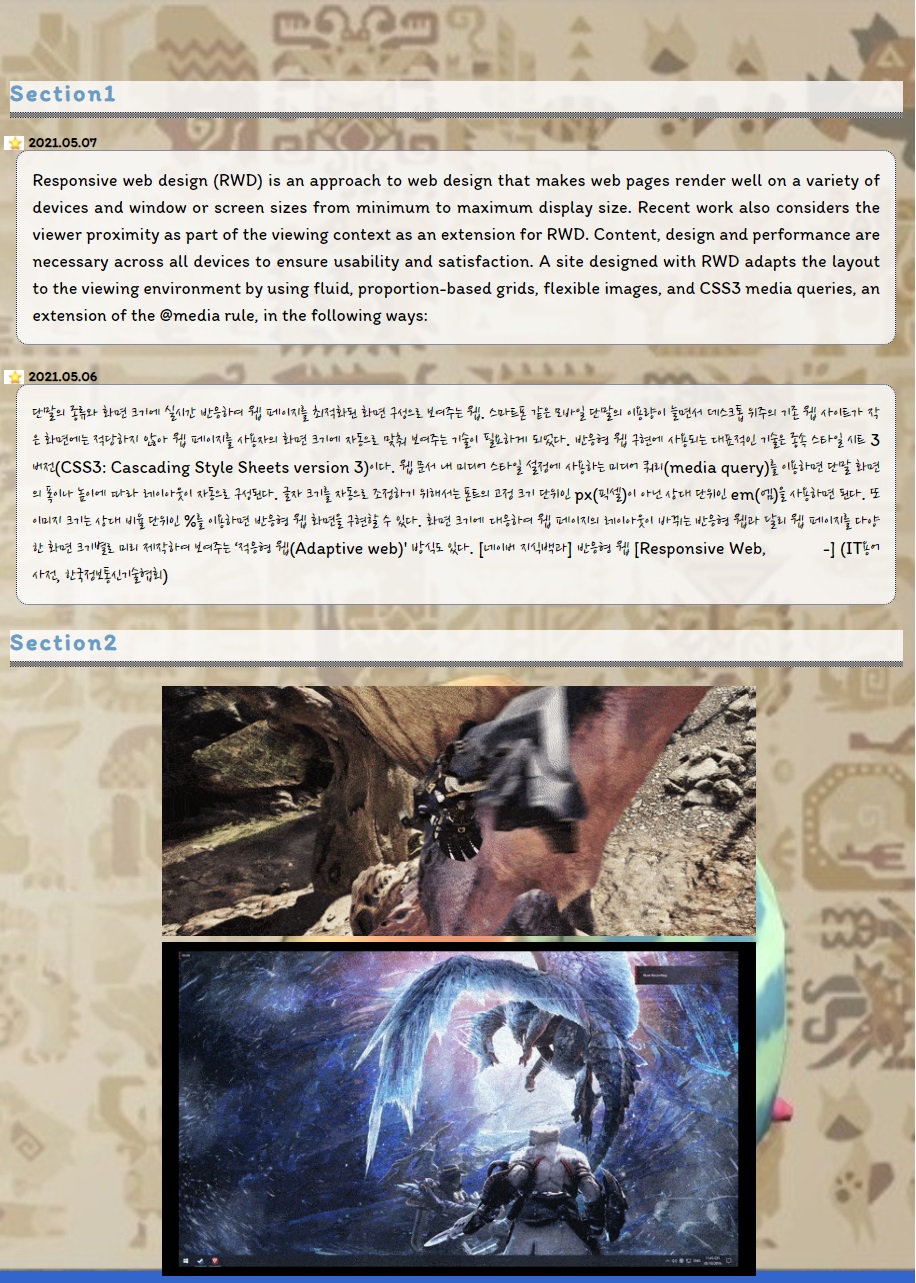 Section1
2021.05.07
Responsive web design (RWD) is an approach to web design that makes web pages render well on a variety of
devices and window or screen sizes from minimum to maximum display size. Recent work also considers the
viewer proximity as part of the viewing context as an extension for RWD. Content, design and performance are
necessary across all devices to ensure usability and satisfaction. A site designed with RWD adapts the layout
to the viewing environment by using fluid, proportion-based grids, flexible images, and CSS3 media queries, an
extension of the @media rule, in the following ways:
2021.05.06
단말의 종류와 화면 크기에 실시간 반응하여 웹 페이지를 최적화된 화면 구성으로 보여주는 웹. 스마트폰 같은 모바일 단말의 이용량이 늘면서 데스크톱 위주의 기존 웹 사이트가 작
은 화면에는 적당하지 않아 웹 페이지를 사용자의 화면 크기에 자동으로 맞춰 보여주는 기술이 필요하게 되었다. 반응형 웹 구현에 사용되는 대표적인 기술은 종속 스타일 시트 3
버전(CSS3: Cascading Style Sheets version 3)이다. 웹 문서 내 미디어 스타일 설정에 사용하는 미디어 쿼리(media query)를 이용하면 단말 화면
의 폭이나 높이에 따라 레이아웃이 자동으로 구성된다. 글자 크기를 자동으로 조정하기 위해서는 폰트의 고정 크기 단위인 px(픽셀)이 아닌 상대 단위인 em(엠)을 사용하면 된다. 또
이미지 크기는 상대 비율 단위인 %를 이용하면 반응형 웹 화면을 구현할 수 있다. 화면 크기에 대응하여 웹 페이지의 레이아웃이 바뀌는 반응형 웹과 달리 웹 페이지를 다양
한 화면 크기별로 미리 제작하여 보여주는 '적응형 웹(Adaptive web)' 방식도 있다. [네이버 지식백과] 반응형 웹 [Responsive Web, -] (IT용어
사전, 한국정보통신기술협회)
Section2